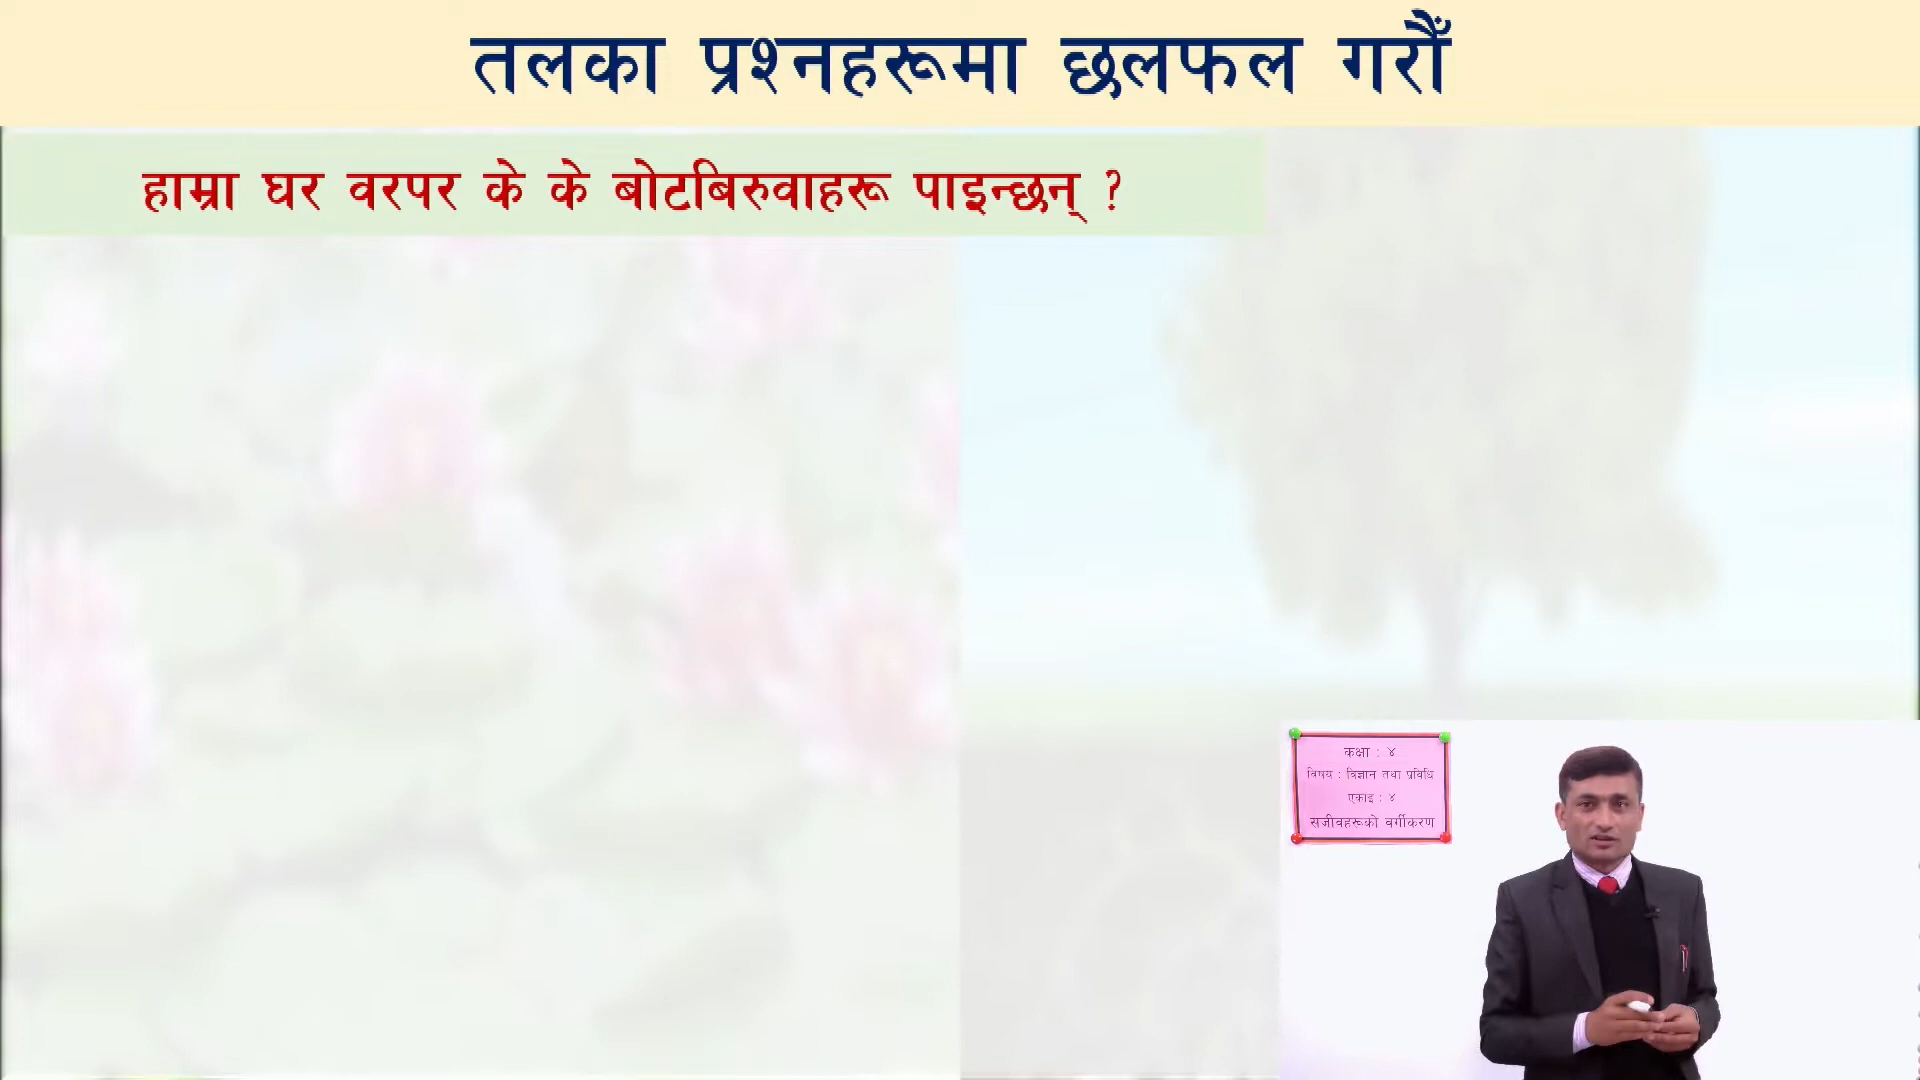 तलका प्रश्नहरूमा छलफल गरौँ
हाम्रा घर वरपर के के बोटबिरुवाहरू पाइन्छन् ?
कक्षा : ४
विषय : विज्ञान तथा प्रविधि
एकाइ : ४
सजीवहरूको वर्गीकरण